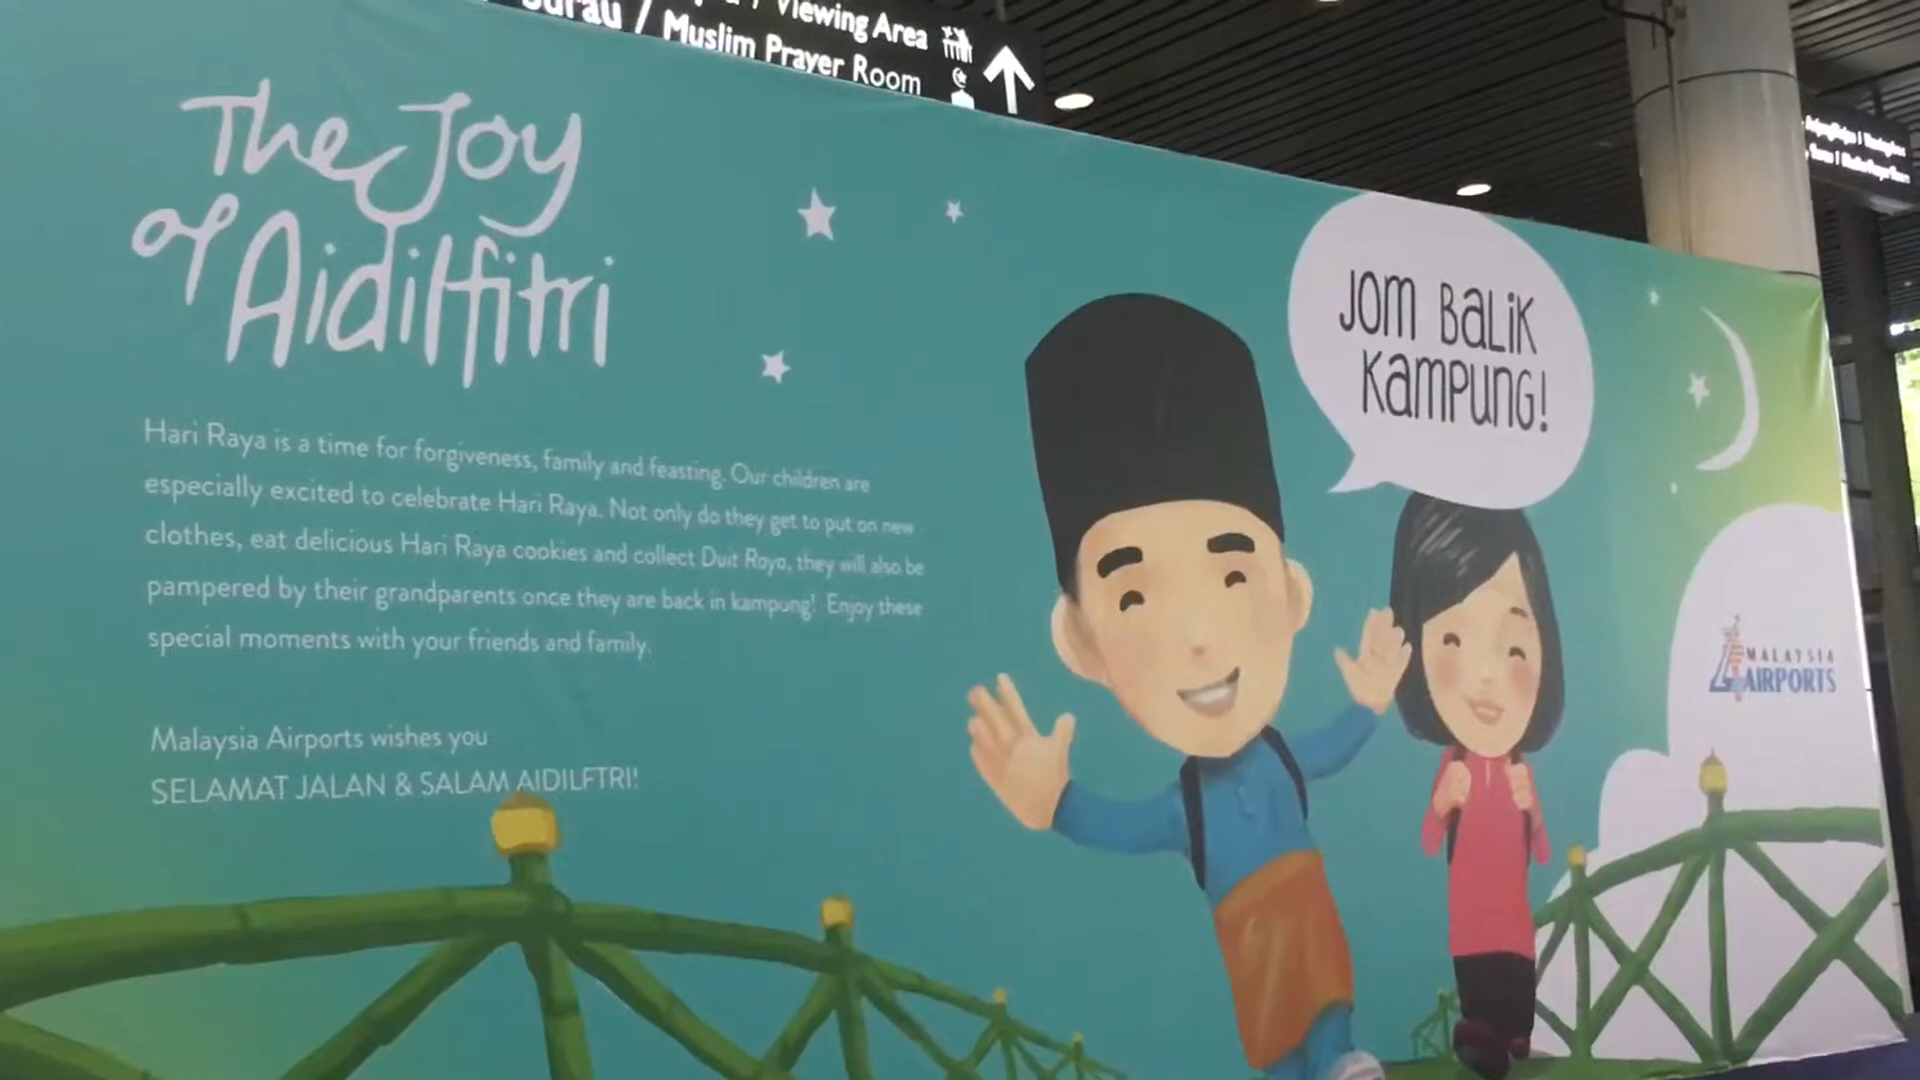 Viewing Area
Surau / Muslim Prayer Room
The Joy
of Aidilfitri
Hari Raya is a time for forgiveness, family and feasting. Our children are
especially excited to celebrate Hari Raya. Not only do they get to put on new
clothes, eat delicious Hari Raya cookies and collect Duit Raya, they will also be
pampered by their grandparents once they are back in kampung! Enjoy these
special moments with your friends and family.
Malaysia Airports wishes you
SELAMAT JALAN & SALAM AIDILFTRI!
JOM BALIK
KAMPUNG!
MALAYSIA
AIRPORTS